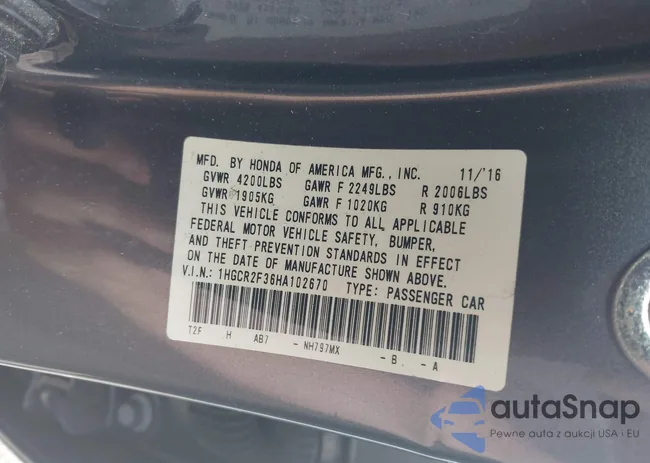 MFD. BY HONDA OF AMERICA MFG., INC. 11/'16
GVWR 4200LBS GAWR F 2249LBS R 2006LBS
GVWR 1905KG GAWR F 1020KG R 910KG
THIS VEHICLE CONFORMS TO ALL APPLICABLE
FEDERAL MOTOR VEHICLE SAFETY, BUMPER,
AND THEFT PREVENTION STANDARDS IN EFFECT
ON THE DATE OF MANUFACTURE SHOWN ABOVE.
V.I.N.: 1HGCR2F36HA102670 TYPE: PASSENGER CAR
T2F H AB7 - NH797MX - B - A
autaSnap
Pewne auta z aukcji USA i EU